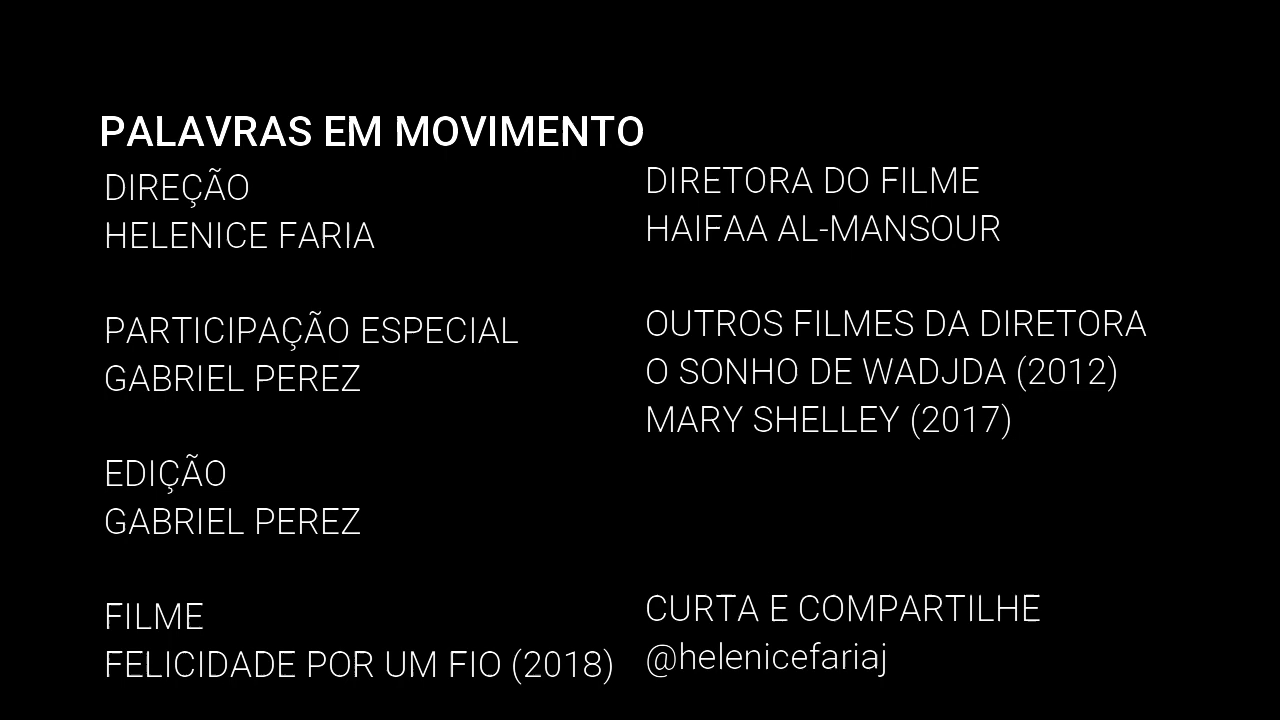 PALAVRAS EM MOVIMENTO
DIREÇÃO
HELENICE FARIA
PARTICIPAÇÃO ESPECIAL
GABRIEL PEREZ
EDIÇÃO
GABRIEL PEREZ
FILME
FELICIDADE POR UM FIO (2018)
DIRETORA DO FILME
HAIFAA AL-MANSOUR
OUTROS FILMES DA DIRETORA
O SONHO DE WADJDA (2012)
MARY SHELLEY (2017)
CURTA E COMPARTILHE
@helenicefariaj